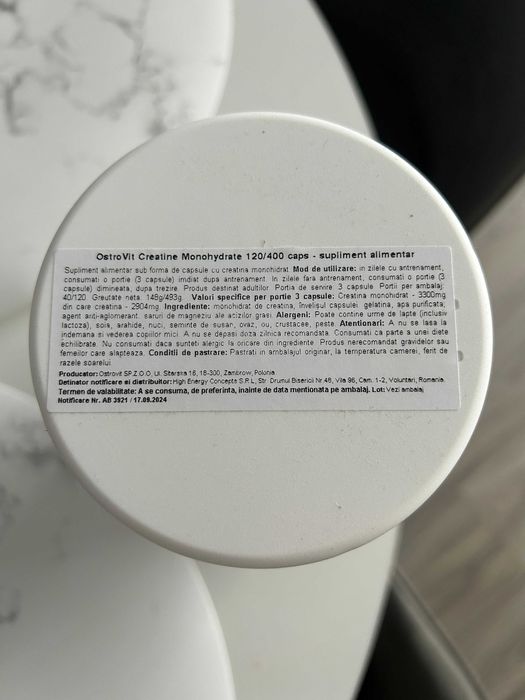 OstroVit Creatine Monohydrate 120/400 caps - supliment alimentar
Supliment alimentar sub forma de capsule cu creatina monohidrat. Mod de utilizare: in zilele cu antrenament,
consumati o portie (3 capsule) imdiat dupa antrenament. In zilele fara antrenament, consumati o portie (3
capsule) dimineata, dupa trezire. Produs destinat adultilor. Portia de servire 3 capsule. Portii per ambalaj:
40/120. Greutate neta: 148g/493g. Valori specifice per portie 3 capsule: Creatina monohidrat - 3300mg
din care creatina - 2904mg. Ingrediente: monohidrat de creatina, învelisul capsulei: gelatina, apa purificata,
agent anti-aglomerant: saruri de magneziu ale acizilor grasi. Alergeni: Poate contine urme de lapte (inclusiv
lactoza), soia, arahide, nuci, seminte de susan, ovaz, ou, crustacee, peste Atentionari: A nu se lasa la
indemana si vederea copiilor mici. A nu se depasi doza zilnica recomandata. Consumati ca parte a unei diete
echilibrate. Nu consumati daca sunteti alergic la oricare din ingrediente. Produs nerecomandat gravidelor sau
femeilor care alapteaza. Conditii de pastrare: Pastrati in ambalajul originar, la temperatura camerei, ferit de
razele soarelui
Producator: Ostrovit SP.Z.O.O, Ul. Starska 16, 18-300, Zambrow, Polonia
Detinator notificare si distribuitor: High Energy Concepts S.R.L, Str. Drumul Bisericii Nr.46, Vila 96, Cam. 1-2, Voluntari, Romania.
Termen de valabilitate: A se consuma, de preferinta, inainte de data mentionata pe ambalaj. Lot: Vezi ambalaj
Notificare Nr. AB 3921 / 17.09.2024